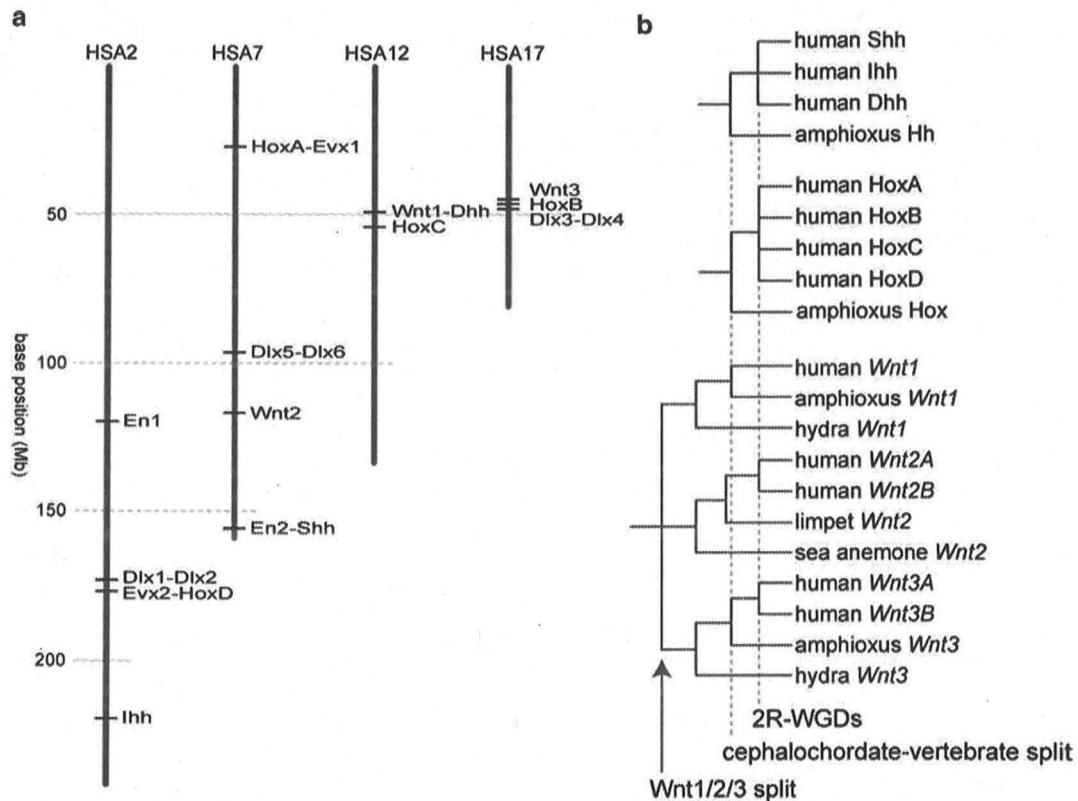 a
HSA2
HSA7
HSA12
HSA17
base position (Mb)
50
100
150
200
En1
Dlx1-Dlx2
Evx2-HoxD
Ihh
HoxA-Evx1
Dlx5-Dlx6
Wnt2
En2-Shh
Wnt1-Dhh
HoxC
Wnt3
HoxB
Dlx3-Dlx4
b
human Shh
human Ihh
human Dhh
amphioxus Hh
human HoxA
human HoxB
human HoxC
human HoxD
amphioxus Hox
human Wnt1
amphioxus Wnt1
hydra Wnt1
human Wnt2A
human Wnt2B
limpet Wnt2
sea anemone Wnt2
human Wnt3A
human Wnt3B
amphioxus Wnt3
hydra Wnt3
2R-WGDs
cephalochordate-vertebrate split
Wnt1/2/3 split